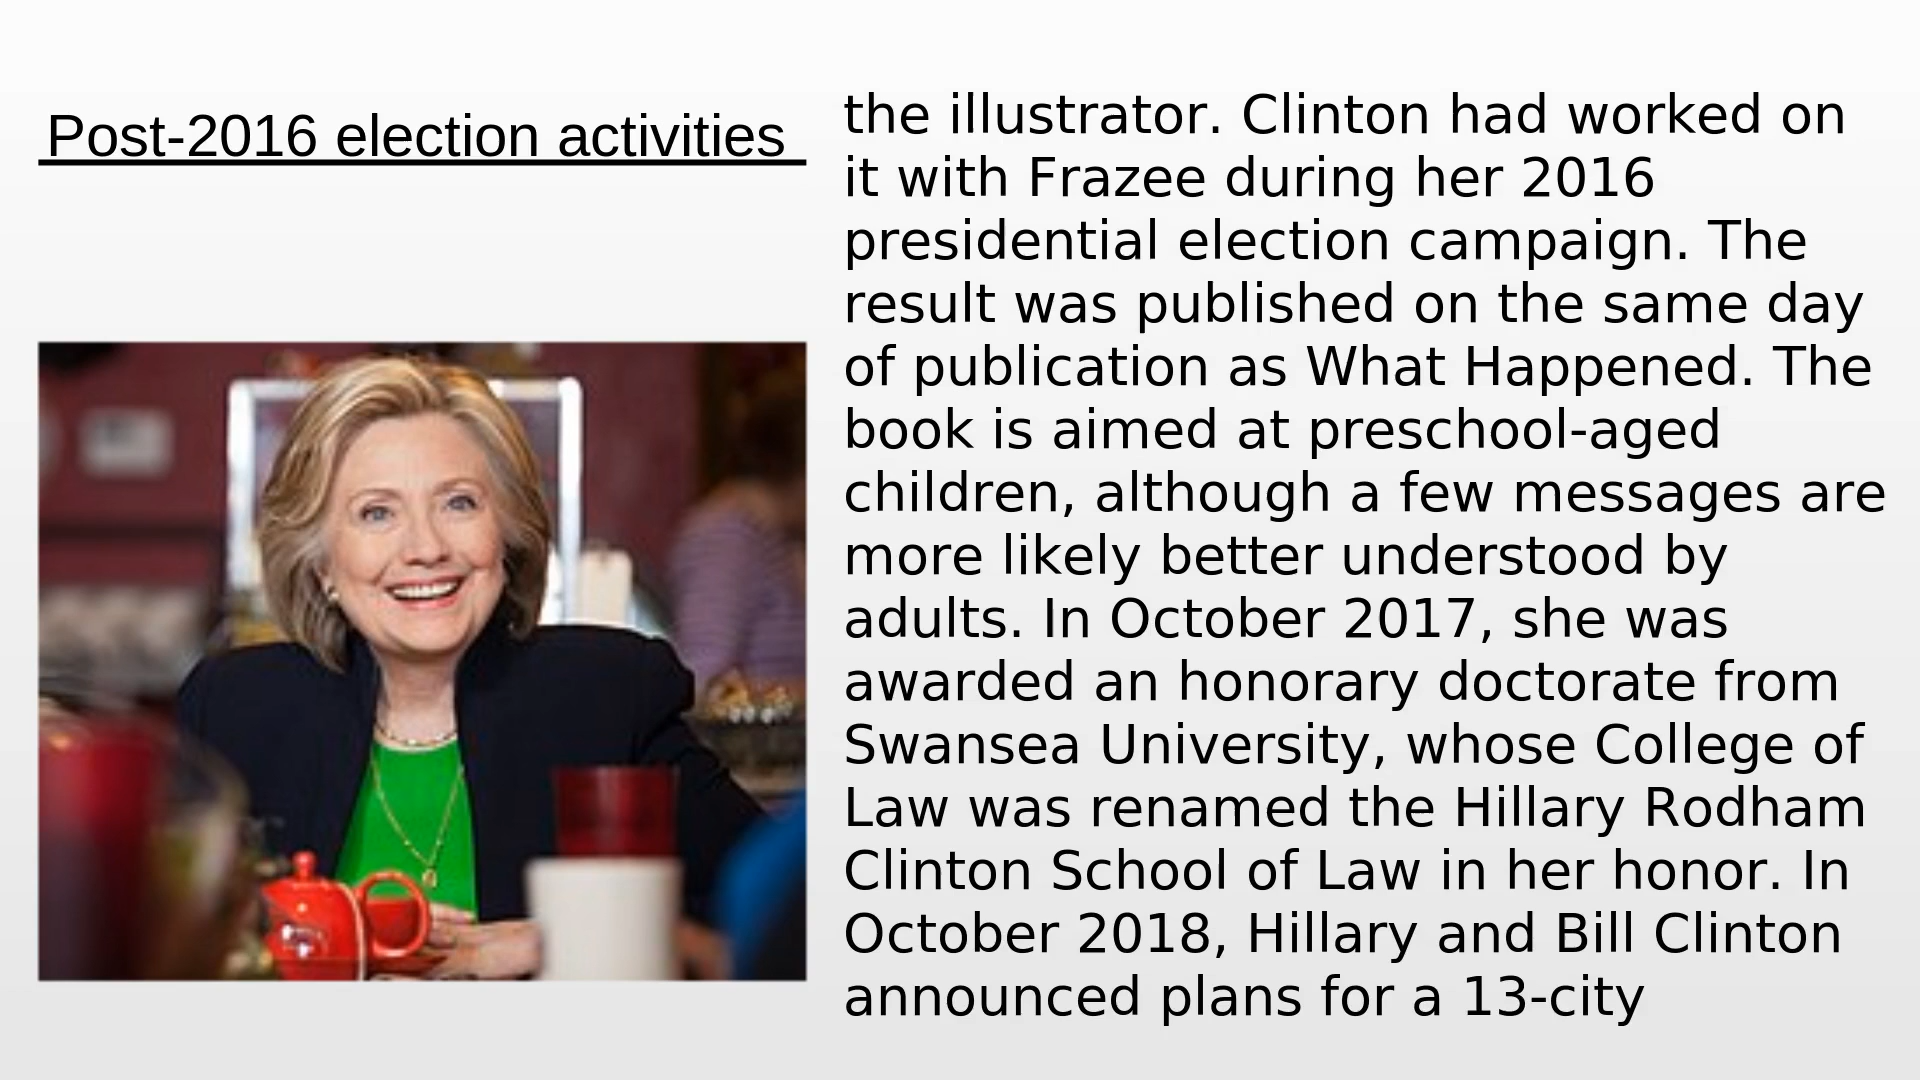 Post-2016 election activities
the illustrator. Clinton had worked on
it with Frazee during her 2016
presidential election campaign. The
result was published on the same day
of publication as What Happened. The
book is aimed at preschool-aged
children, although a few messages are
more likely better understood by
adults. In October 2017, she was
awarded an honorary doctorate from
Swansea University, whose College of
Law was renamed the Hillary Rodham
Clinton School of Law in her honor. In
October 2018, Hillary and Bill Clinton
announced plans for a 13-city